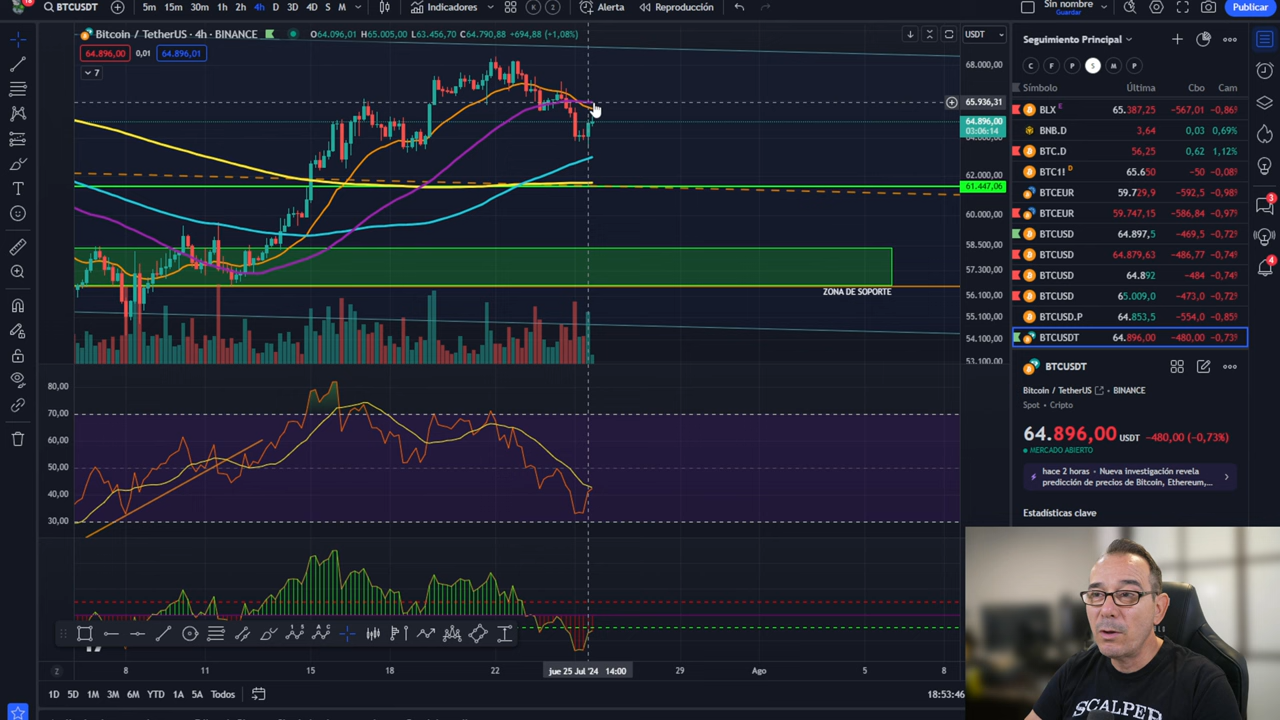 BTCUSDT
5m 15m 30m 1h 2h 4h D 3D 4D S M
Indicadores
Alerta
Reproducción
Sin nombre
Guardar
Publicar
Bitcoin / TetherUS · 4h · BINANCE
O64.096,01 H65.005,00 L63.456,70 C64.790,88 +694,88 (+1,08%)
64.896,00 0,01 64.896,01
7
USDT
68.000,00
65.936,31
64.896,00
03:06:14
62.000,00
61.447,06
60.000,00
58.500,00
57.300,00
56.100,00
55.100,00
54.100,00
53.100,00
ZONA DE SOPORTE
80,00
70,00
60,00
50,00
40,00
30,00
8 11 15 18 22 jue 25 Jul '24 14:00 29 Ago 5 8
1D 5D 1M 3M 6M YTD 1A 5A Todos
18:53:46
Seguimiento Principal
C F P S M P
Símbolo Última Cbo Cam
BLX E 65.387,25 −567,01 −0,86
BNB.D 3,64 0,03 0,69%
BTC.D 56,25 0,62 1,12%
BTC1! D 65.650 −50 −0,08
BTCEUR 59.729,9 −592,5 −0,98
BTCEUR 59.747,15 −586,84 −0,97
BTCUSD 64.897,5 −469,5 −0,72
BTCUSD 64.879,63 −486,77 −0,74
BTCUSD 64.892 −484 −0,74
BTCUSD 65.009,0 −473,0 −0,72
BTCUSD.P 64.853,5 −554,0 −0,85
BTCUSDT 64.896,00 −480,00 −0,73
BTCUSDT
Bitcoin / TetherUS · BINANCE
Spot · Cripto
64.896,00 USDT −480,00 (−0,73%)
MERCADO ABIERTO
hace 2 horas · Nueva investigación revela
predicción de precios de Bitcoin, Ethereum,...
Estadísticas clave
3
4
SCALPER